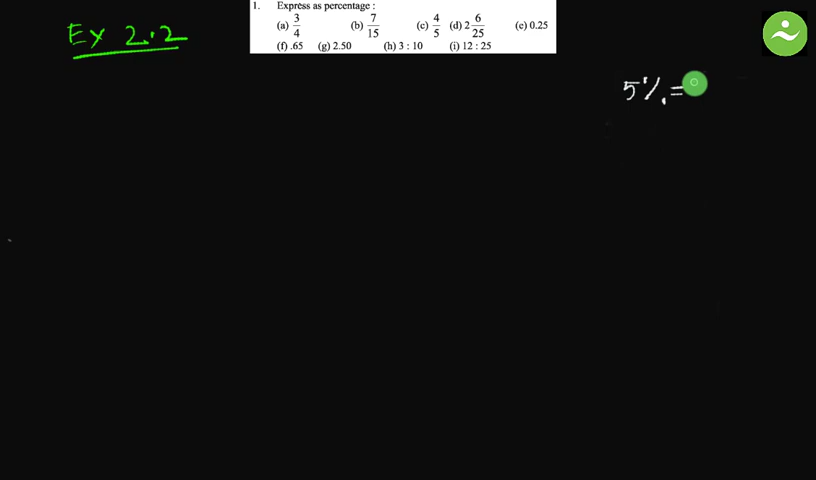 Ex 2.2
1. Express as percentage :
(a) 3/4 (b) 7/15 (c) 4/5 (d) 2 6/25 (e) 0.25
(f) .65 (g) 2.50 (h) 3 : 10 (i) 12 : 25
5% =